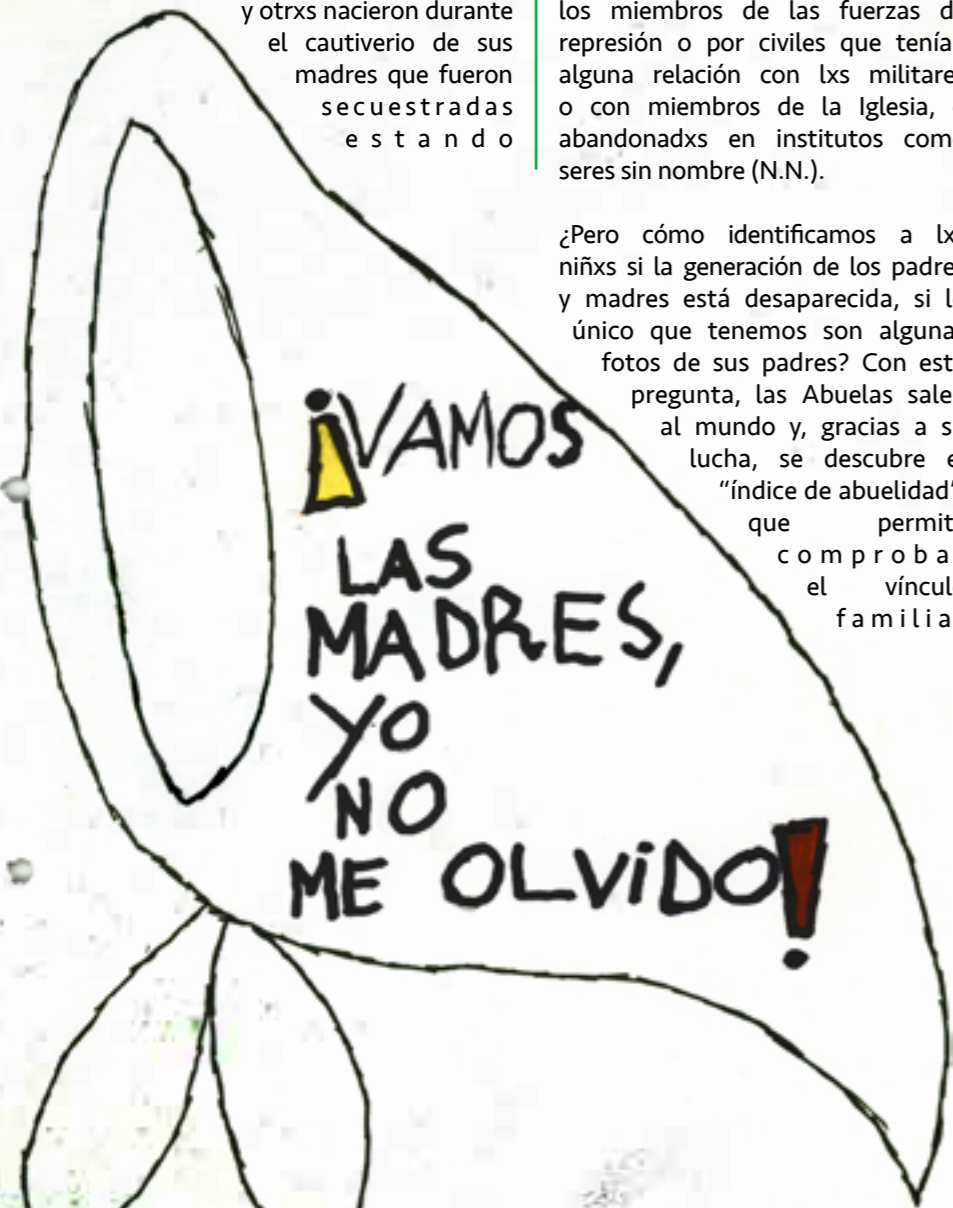 y otrxs nacieron durante
el cautiverio de sus
madres que fueron
secuestradas
estando
los miembros de las fuerzas d
represión o por civiles que tenía
alguna relación con lxs militare
o con miembros de la Iglesia,
abandonadxs en institutos com
seres sin nombre (N.N.).
¿Pero cómo identificamos a lx
niñxs si la generación de los padre
y madres está desaparecida, si l
único que tenemos son alguna
fotos de sus padres? Con est
pregunta, las Abuelas sale
al mundo y, gracias a s
lucha, se descubre e
“índice de abuelidad”
que permit
comproba
el víncul
familia
¡VAMOS
LAS
MADRES,
YO
NO
ME OLViDO!